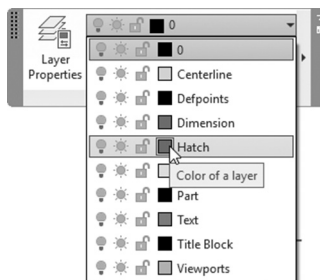 0
Layer
Properties
0
Centerline
Defpoints
Dimension
Hatch
Color of a layer
Part
Text
Title Block
Viewports